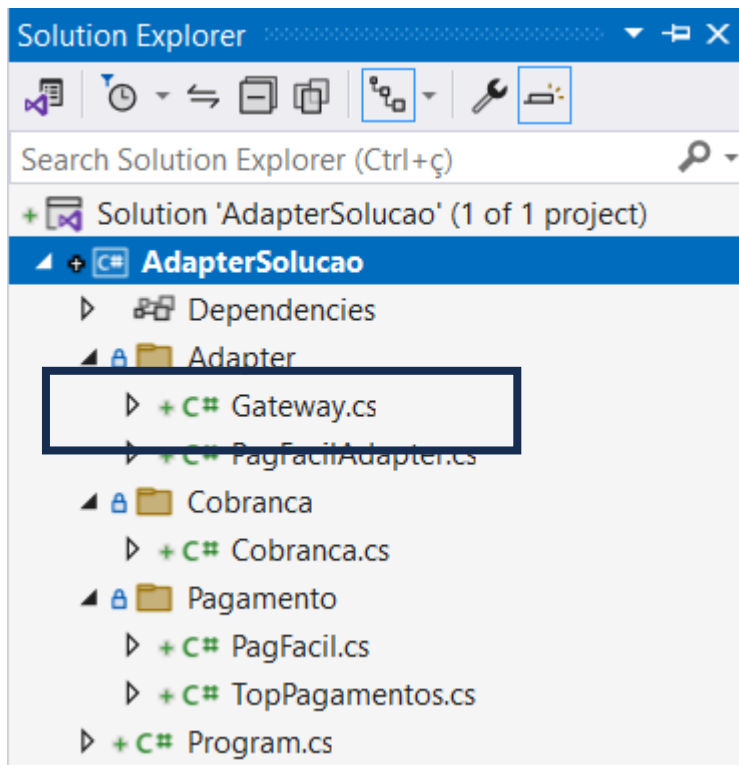 Solution Explorer
Search Solution Explorer (Ctrl+ç)
Solution 'AdapterSolucao' (1 of 1 project)
C# AdapterSolucao
Dependencies
Adapter
+ C# Gateway.cs
+ C# PagFacilAdapter.cs
Cobranca
+ C# Cobranca.cs
Pagamento
+ C# PagFacil.cs
+ C# TopPagamentos.cs
+ C# Program.cs